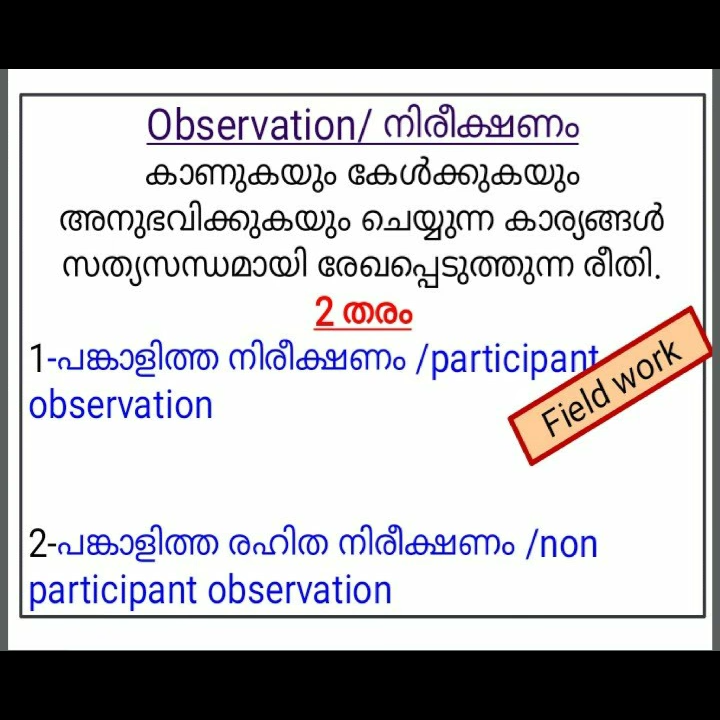 Observation/ നിരീക്ഷണം
കാണുകയും കേൾക്കുകയും
അനുഭവിക്കുകയും ചെയ്യുന്ന കാര്യങ്ങൾ
സത്യസന്ധമായി രേഖപ്പെടുത്തുന്ന രീതി.
2 തരം
1-പങ്കാളിത്ത നിരീക്ഷണം /participant
observation
Field work
2-പങ്കാളിത്ത രഹിത നിരീക്ഷണം /non
participant observation